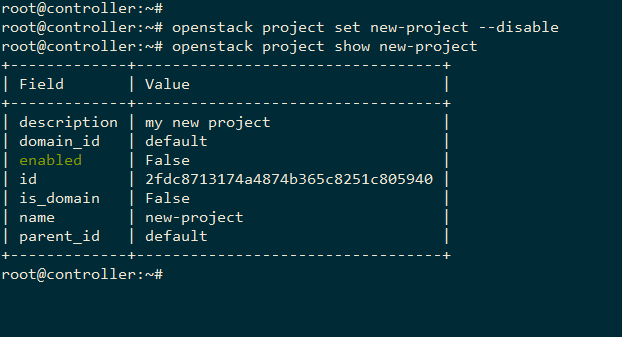 root@controller:~#
root@controller:~# openstack project set new-project --disable
root@controller:~# openstack project show new-project
+-------------+----------------------------------+
| Field       | Value                            |
+-------------+----------------------------------+
| description | my new project                   |
| domain_id   | default                          |
| enabled     | False                            |
| id          | 2fdc8713174a4874b365c8251c805940 |
| is_domain   | False                            |
| name        | new-project                      |
| parent_id   | default                          |
+-------------+----------------------------------+
root@controller:~#